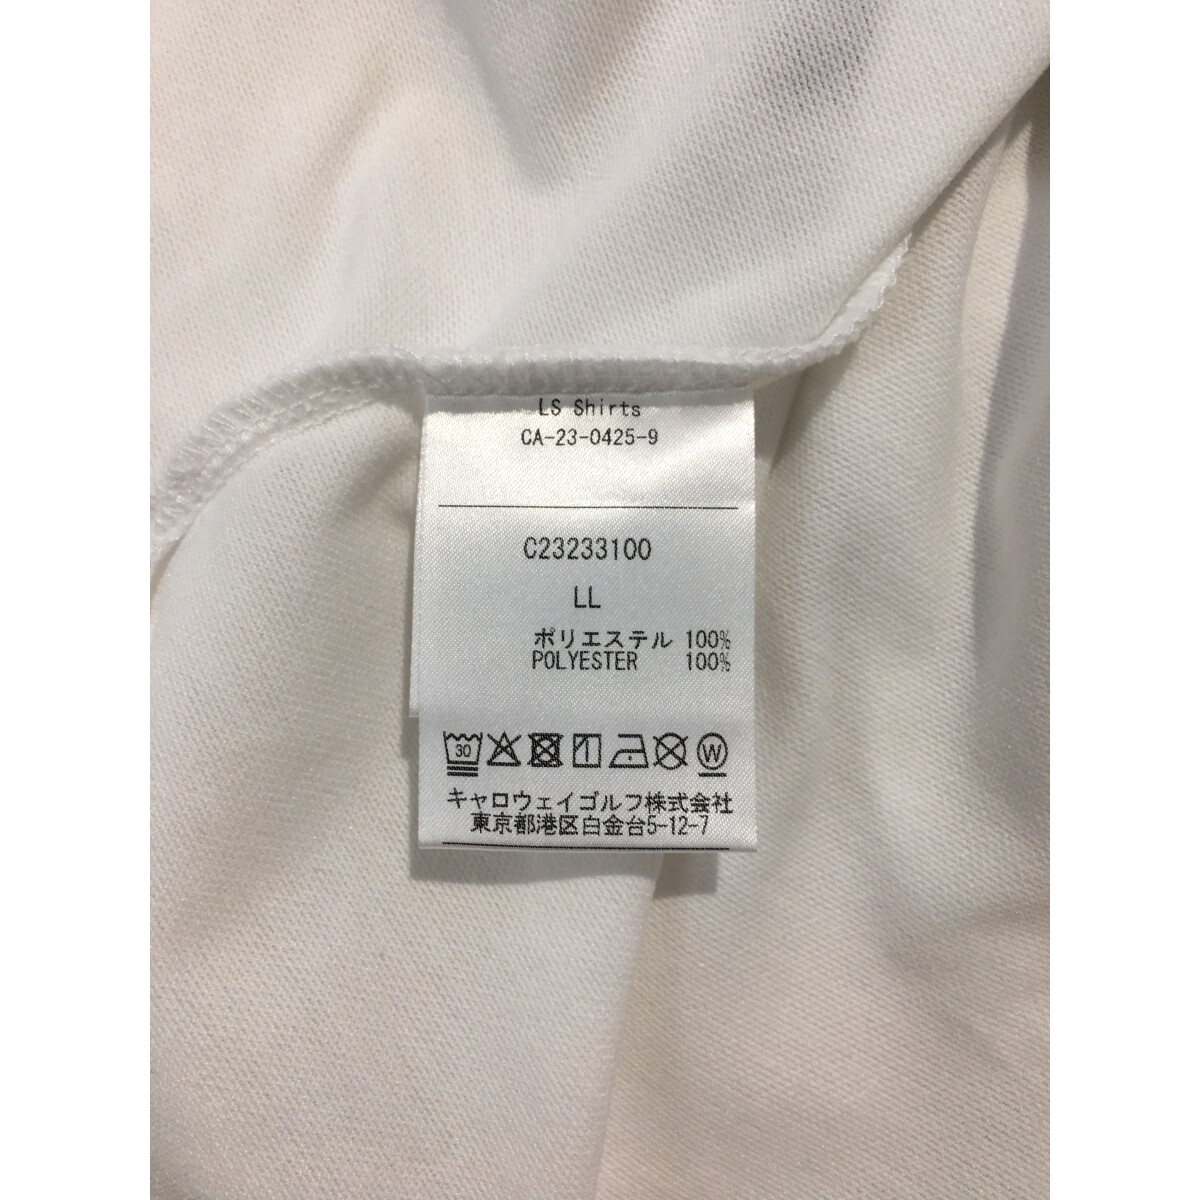 LS Shirts
CA-23-0425-9
C23233100
LL
ポリエステル 100%
POLYESTER 100%
30
W
キャロウェイゴルフ株式会社
東京都港区白金台5-12-7